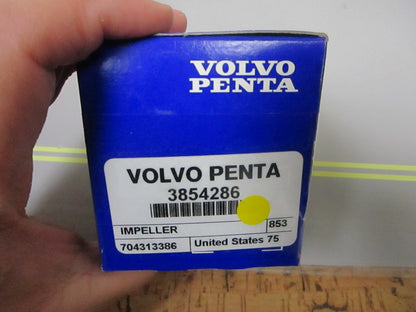 VOLVO
PENTA
VOLVO PENTA
3854286
IMPELLER 853
704313386 United States 75